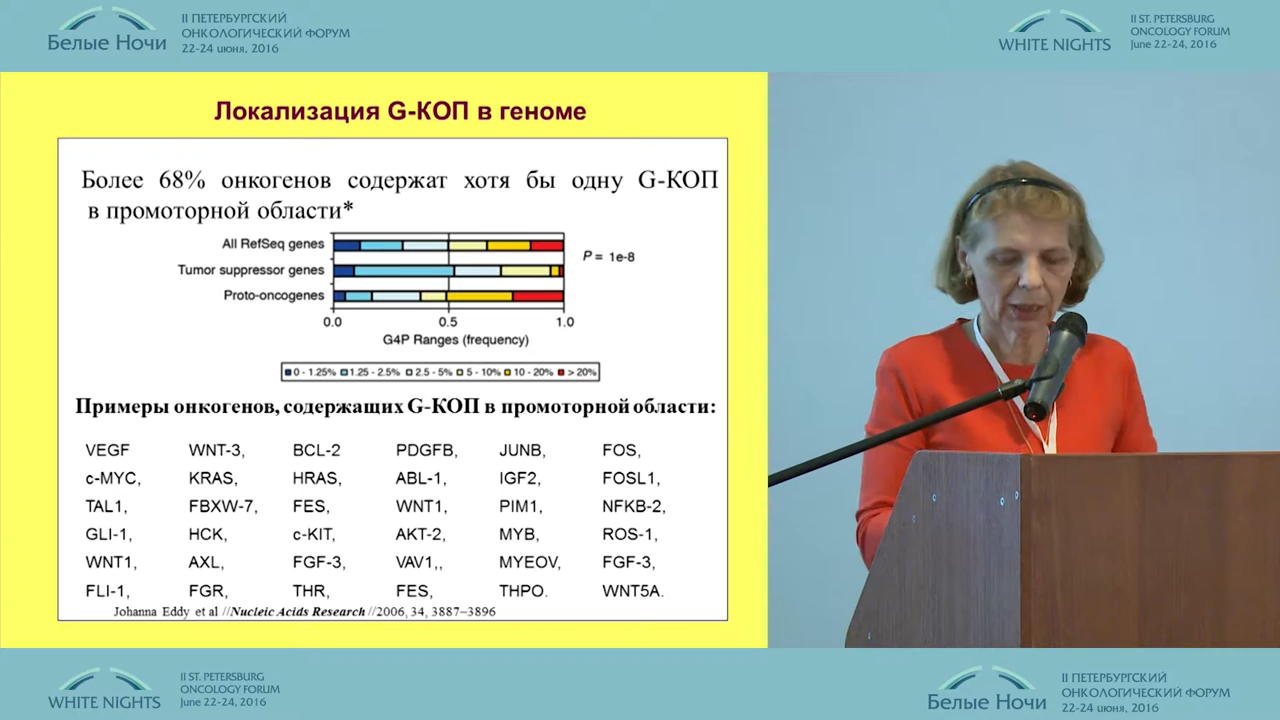 Белые Ночи
II ПЕТЕРБУРГСКИЙ
ОНКОЛОГИЧЕСКИЙ ФОРУМ
22-24 июня, 2016
WHITE NIGHTS
II ST. PETERSBURG
ONCOLOGY FORUM
June 22-24, 2016
Локализация G-КОП в геноме
Более 68% онкогенов содержат хотя бы одну G-КОП
в промоторной области*
All RefSeq genes
Tumor suppressor genes
Proto-oncogenes
P = 1e-8
0.0 0.5 1.0
G4P Ranges (frequency)
0 - 1.25% 1.25 - 2.5% 2.5 - 5% 5 - 10% 10 - 20% > 20%
Примеры онкогенов, содержащих G-КОП в промоторной области:
VEGF WNT-3, BCL-2 PDGFB, JUNB, FOS,
c-MYC, KRAS, HRAS, ABL-1, IGF2, FOSL1,
TAL1, FBXW-7, FES, WNT1, PIM1, NFKB-2,
GLI-1, HCK, c-KIT, AKT-2, MYB, ROS-1,
WNT1, AXL, FGF-3, VAV1,, MYEOV, FGF-3,
FLI-1, FGR, THR, FES, THPO. WNT5A.
Johanna Eddy et al //Nucleic Acids Research //2006, 34, 3887–3896
WHITE NIGHTS
II ST. PETERSBURG
ONCOLOGY FORUM
June 22-24, 2016
Белые Ночи
II ПЕТЕРБУРГСКИЙ
ОНКОЛОГИЧЕСКИЙ ФОРУМ
22-24 июня, 2016